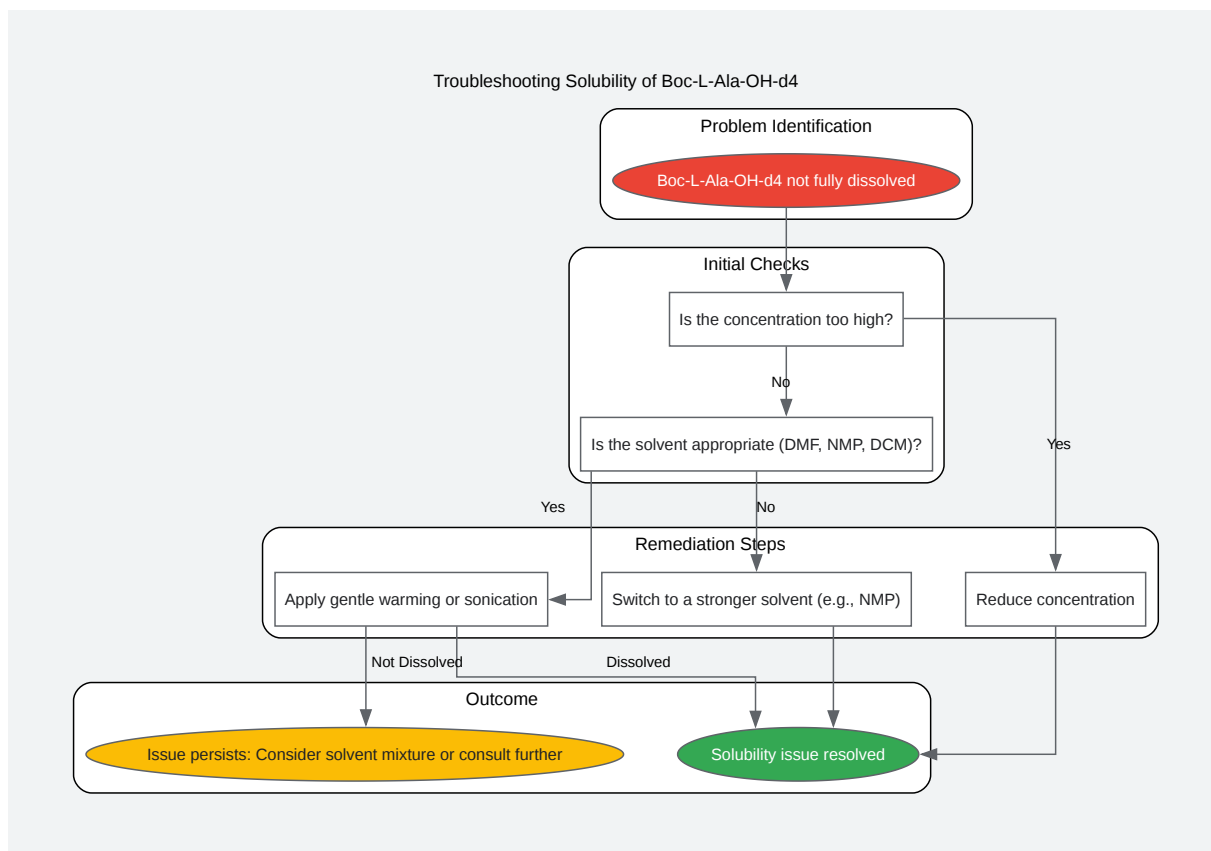 Troubleshooting Solubility of Boc-L-Ala-OH-d4
Problem Identification
Boc-L-Ala-OH-d4 not fully dissolved
Initial Checks
Is the concentration too high?
No
Is the solvent appropriate (DMF, NMP, DCM)?
Yes
Yes
No
Remediation Steps
Apply gentle warming or sonication
Switch to a stronger solvent (e.g., NMP)
Reduce concentration
Not Dissolved
Dissolved
Outcome
Issue persists: Consider solvent mixture or consult further
Solubility issue resolved